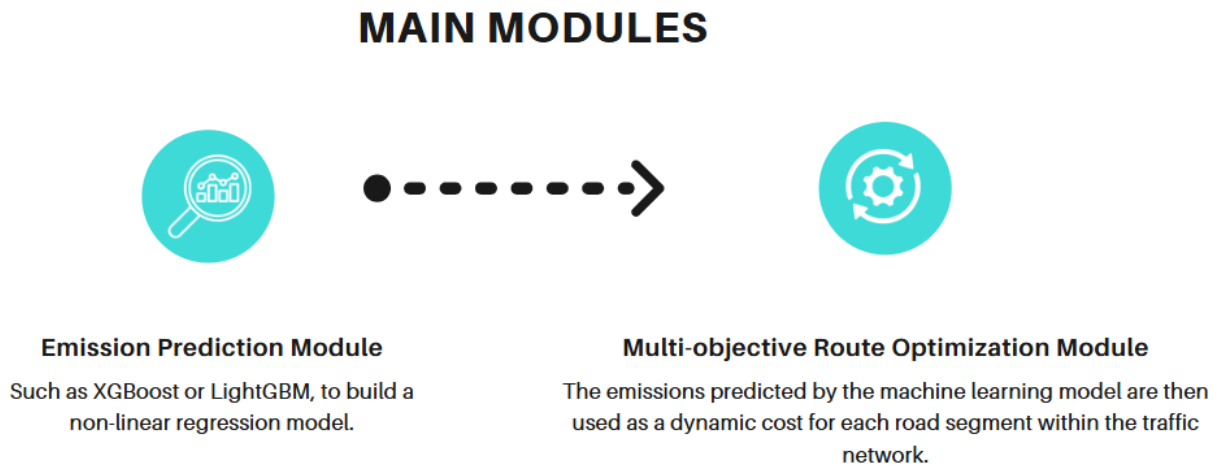 MAIN MODULES
Emission Prediction Module
Such as XGBoost or LightGBM, to build a
non-linear regression model.
Multi-objective Route Optimization Module
The emissions predicted by the machine learning model are then
used as a dynamic cost for each road segment within the traffic
network.